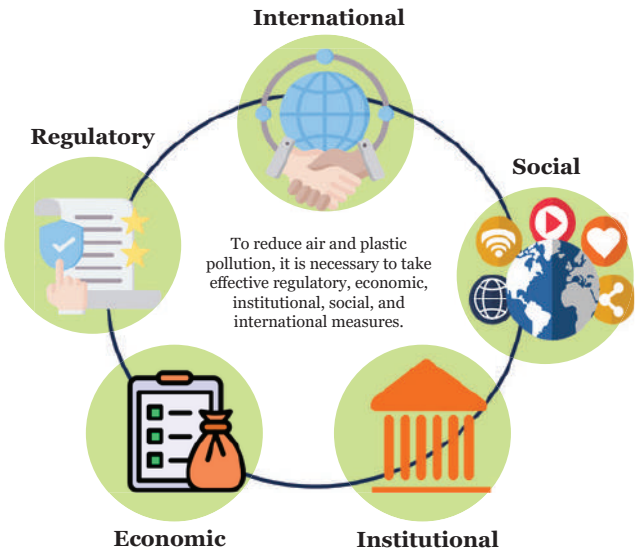 International
Regulatory
Social
To reduce air and plastic
pollution, it is necessary to take
effective regulatory, economic,
institutional, social, and
international measures.
Economic
Institutional